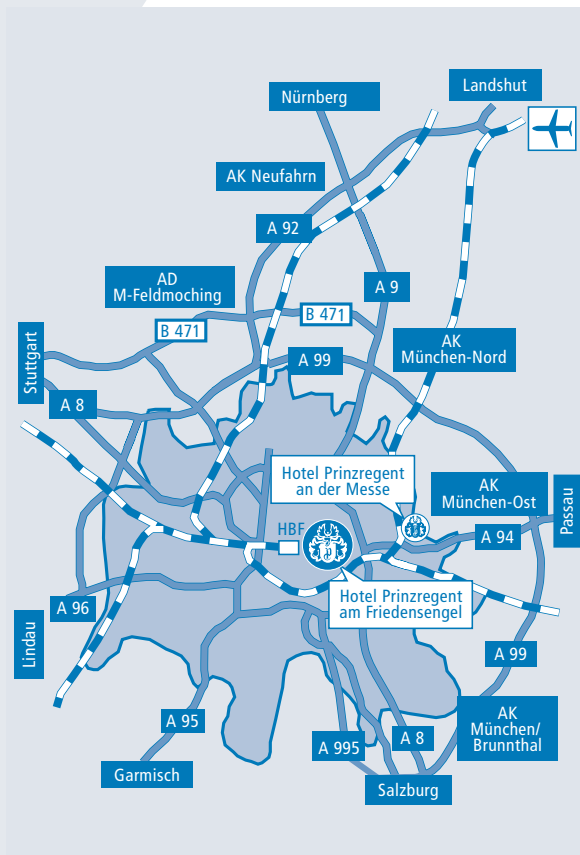 Landshut
Nürnberg
AK Neufahrn
A 92
AD
M-Feldmoching
A 9
B 471
B 471
AK
München-Nord
Stuttgart
A 99
A 8
Hotel Prinzregent
an der Messe
AK
München-Ost
Passau
HBF
A 94
Hotel Prinzregent
am Friedensengel
A 96
Lindau
A 99
A 95
AK
München/
Brunnthal
A 995
A 8
Garmisch
Salzburg